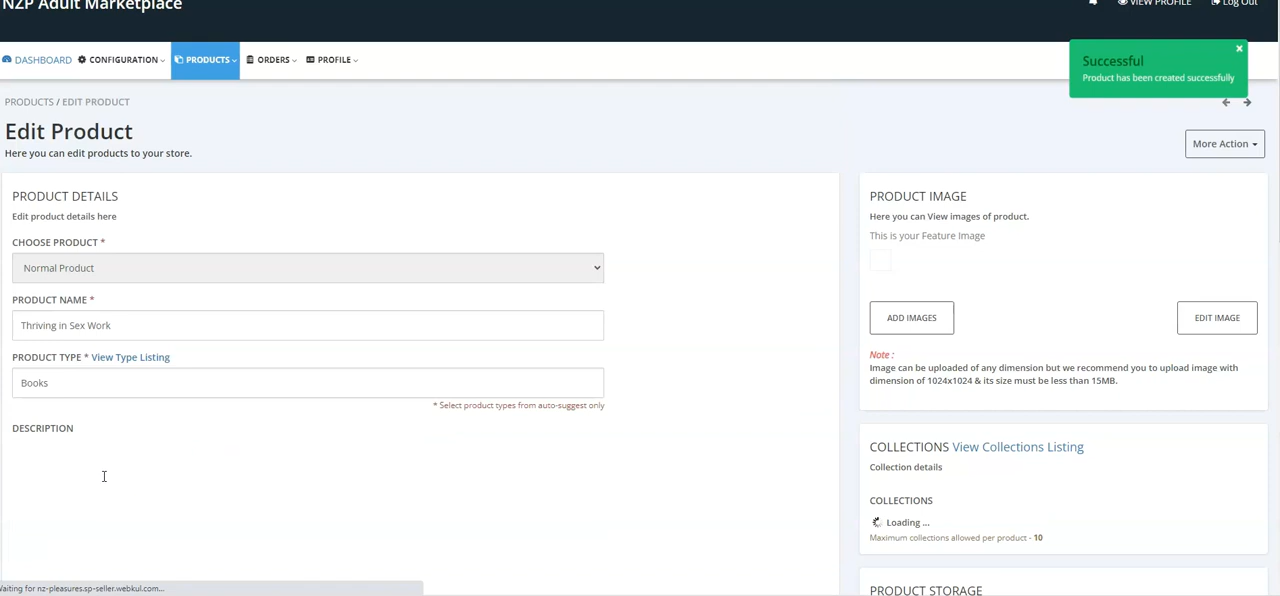 NZP Adult Marketplace
VIEW PROFILE
Log Out
DASHBOARD
CONFIGURATION
PRODUCTS
ORDERS
PROFILE
Successful
Product has been created successfully
PRODUCTS / EDIT PRODUCT
Edit Product
Here you can edit products to your store.
More Action
PRODUCT DETAILS
Edit product details here
CHOOSE PRODUCT *
Normal Product
PRODUCT NAME *
Thriving in Sex Work
PRODUCT TYPE * View Type Listing
Books
* Select product types from auto-suggest only
DESCRIPTION
PRODUCT IMAGE
Here you can View images of product.
This is your Feature Image
ADD IMAGES
EDIT IMAGE
Note :
Image can be uploaded of any dimension but we recommend you to upload image with
dimension of 1024x1024 & its size must be less than 15MB.
COLLECTIONS View Collections Listing
Collection details
COLLECTIONS
Loading ...
Maximum collections allowed per product - 10
PRODUCT STORAGE
Waiting for nz-pleasures.sp-seller.webkul.com...